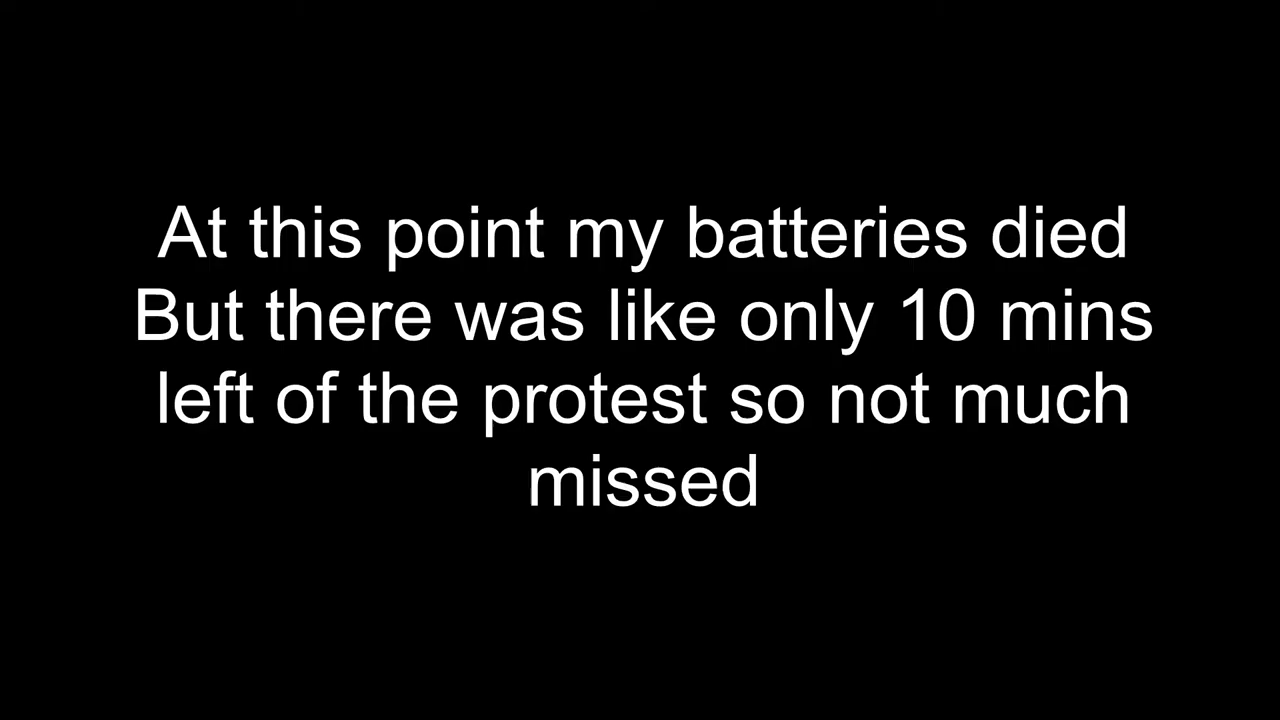 At this point my batteries died
But there was like only 10 mins
left of the protest so not much
missed